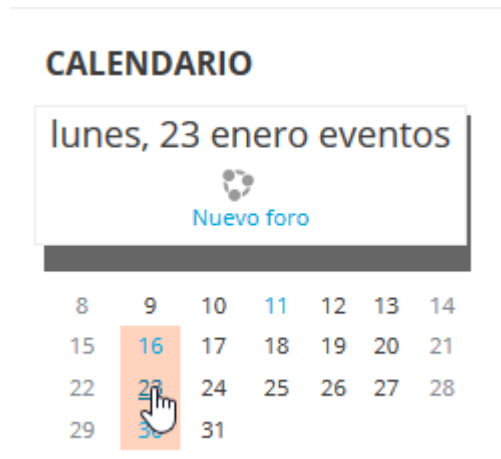 CALENDARIO
lunes, 23 enero eventos
Nuevo foro
8 9 10 11 12 13 14
15 16 17 18 19 20 21
22 23 24 25 26 27 28
29 30 31